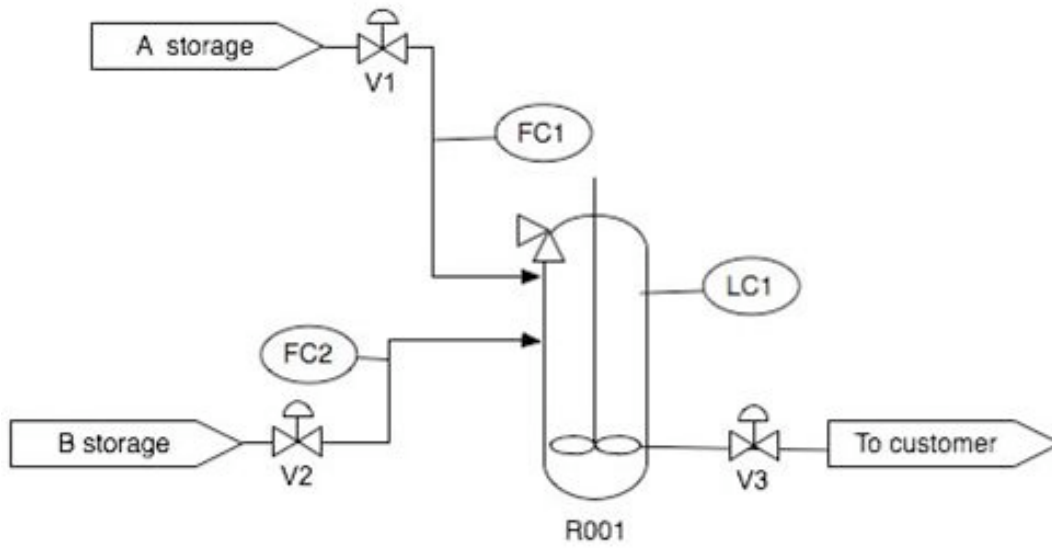 A storage
V1
FC1
LC1
FC2
B storage
V2
To customer
V3
R001